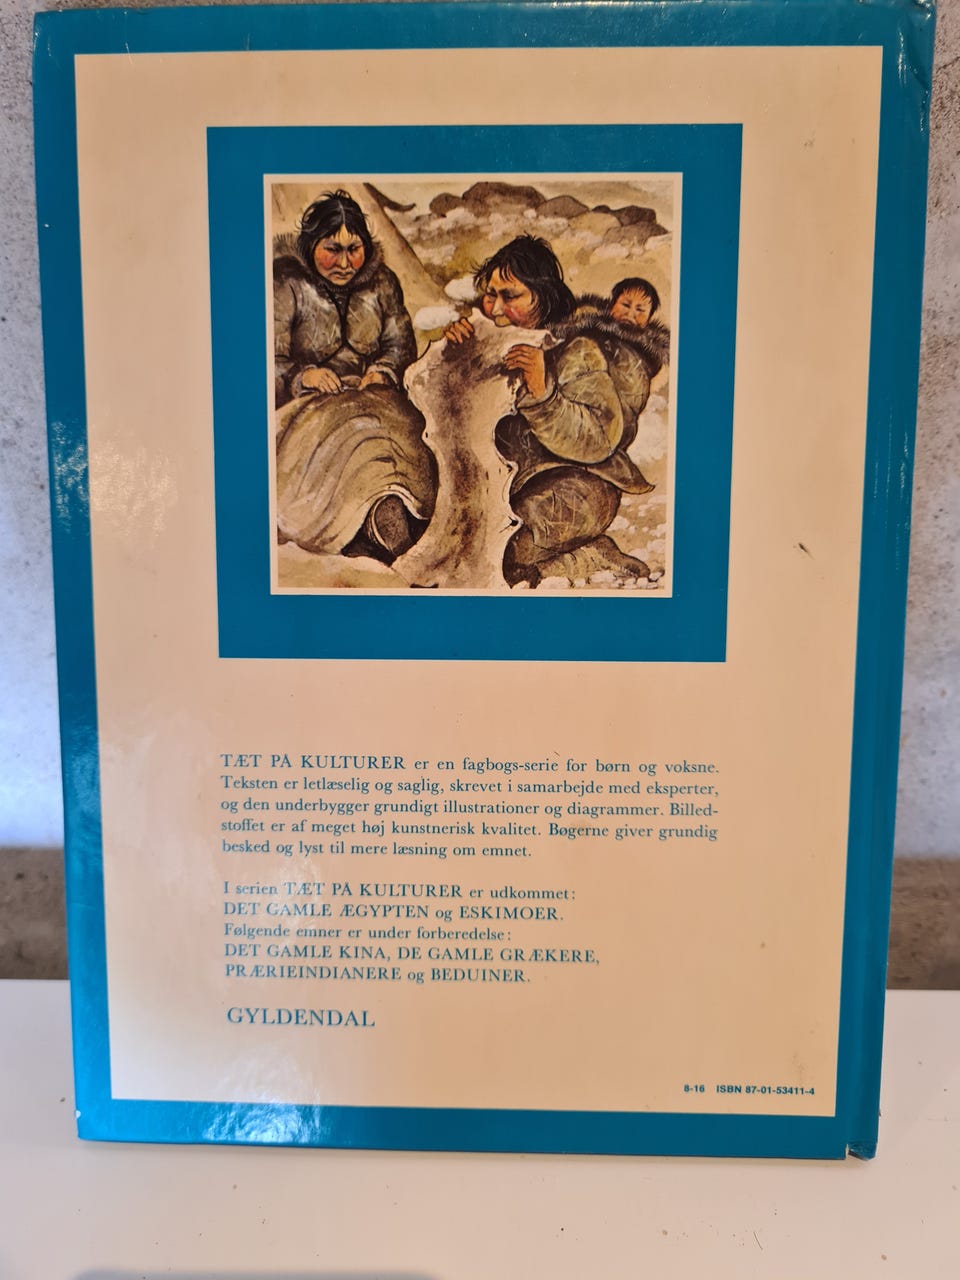 TÆT PÅ KULTURER er en fagbogs-serie for børn og voksne.
Teksten er letlæselig og saglig, skrevet i samarbejde med eksperter,
og den underbygger grundigt illustrationer og diagrammer. Billed-
stoffet er af meget høj kunstnerisk kvalitet. Bøgerne giver grundig
besked og lyst til mere læsning om emnet.
I serien TÆT PÅ KULTURER er udkommet:
DET GAMLE ÆGYPTEN og ESKIMOER.
Følgende emner er under forberedelse:
DET GAMLE KINA, DE GAMLE GRÆKERE,
PRÆRIEINDIANERE og BEDUINER.
GYLDENDAL
8-16 ISBN 87-01-53411-4